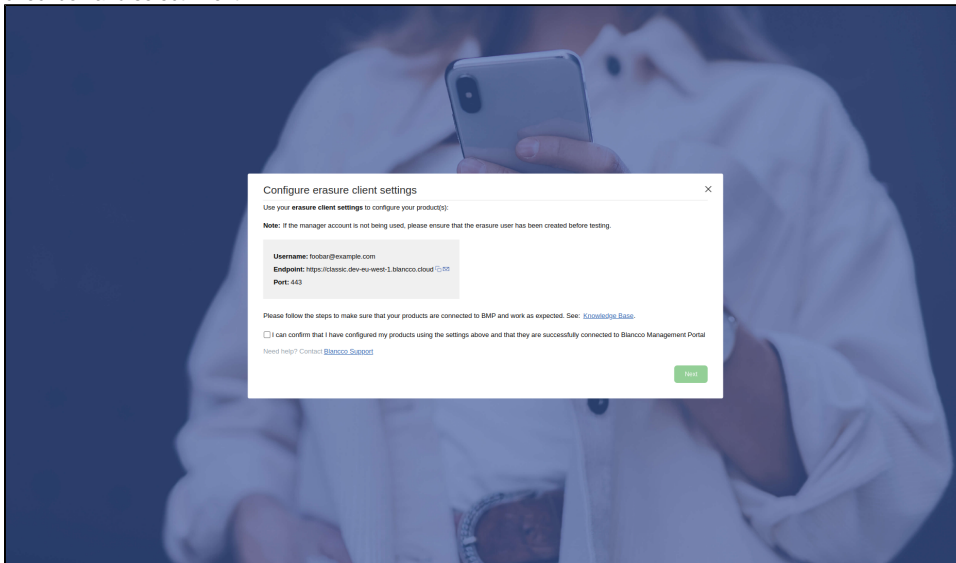 Configure erasure client settings
Use your erasure client settings to configure your product(s):
Note: If the manager account is not being used, please ensure that the erasure user has been created before testing.
Username: foobar@example.com
Endpoint: https://classic.dev-eu-west-1.blancco.cloud
Port: 443
Please follow the steps to make sure that your products are connected to BMP and work as expected. See: Knowledge Base.
I can confirm that I have configured my products using the settings above and that they are successfully connected to Blancco Management Portal
Need help? Contact Blancco Support
Next